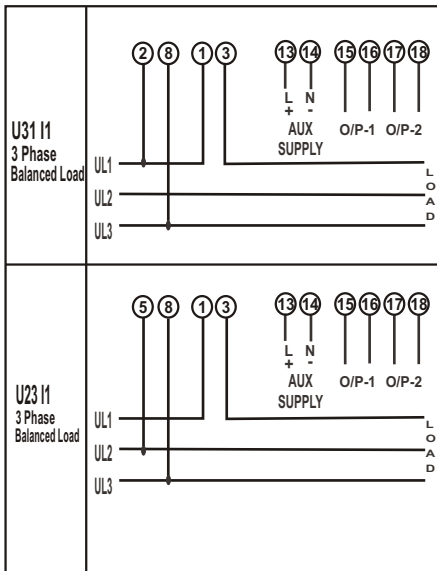 2 8 1 3 13 14 15 16 17 18
L N O/P-1 O/P-2
+ -
AUX
SUPPLY
U31 I1
3 Phase
Balanced Load
UL1
UL2
UL3
LOAD
5 8 1 3 13 14 15 16 17 18
L N O/P-1 O/P-2
+ -
AUX
SUPPLY
U23 I1
3 Phase
Balanced Load
UL1
UL2
UL3
LOAD